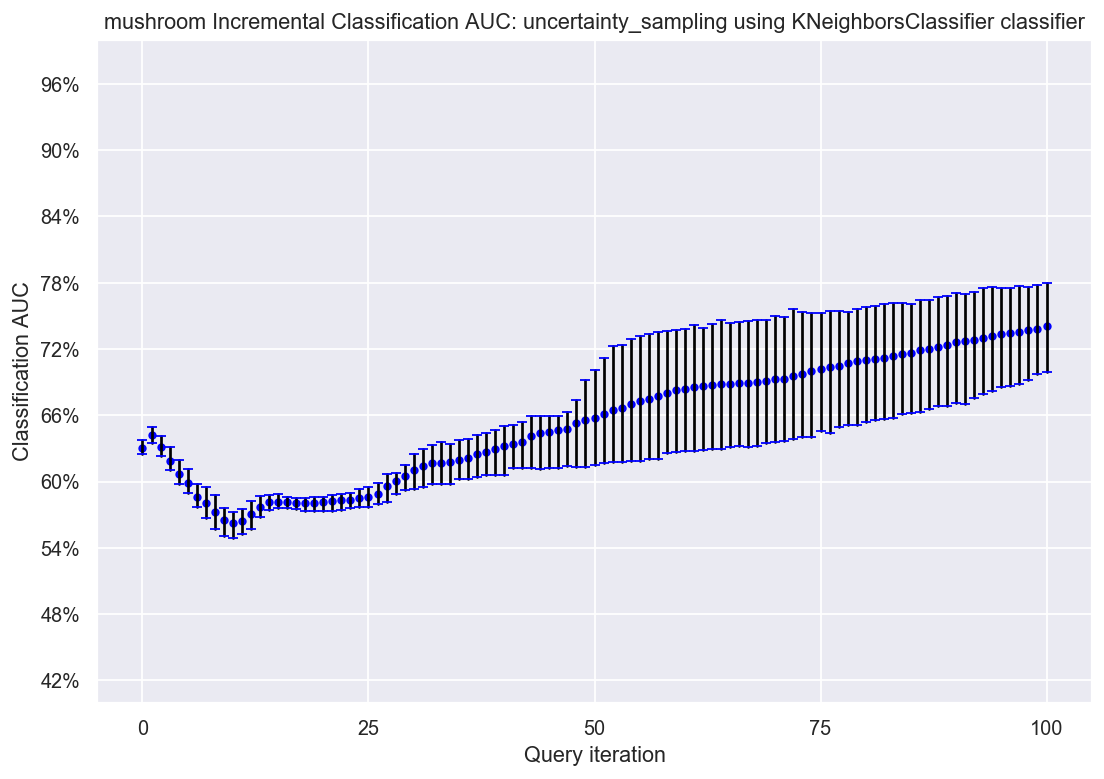 mushroom Incremental Classification AUC: uncertainty_sampling using KNeighborsClassifier classifier
96%
90%
84%
78%
72%
66%
60%
54%
48%
42%
Classification AUC
0 25 50 75 100
Query iteration